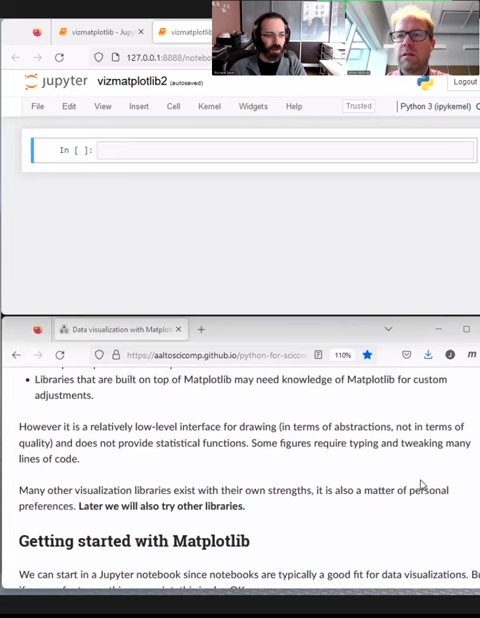 vizmatplotlib - Jupy
vizmatplotl
127.0.0.1:8888/notebo
jupyter vizmatplotlib2 (autosaved)
Logout
File Edit View Insert Cell Kernel Widgets Help Trusted Python 3 (ipykernel)
In [ ]:
Data visualization with Matplot
https://aaltoscicomp.github.io/python-for-scicom 110%
Libraries that are built on top of Matplotlib may need knowledge of Matplotlib for custom
adjustments.
However it is a relatively low-level interface for drawing (in terms of abstractions, not in terms of
quality) and does not provide statistical functions. Some figures require typing and tweaking many
lines of code.
Many other visualization libraries exist with their own strengths, it is also a matter of personal
preferences. Later we will also try other libraries.
Getting started with Matplotlib
We can start in a Jupyter notebook since notebooks are typically a good fit for data visualizations. Bu